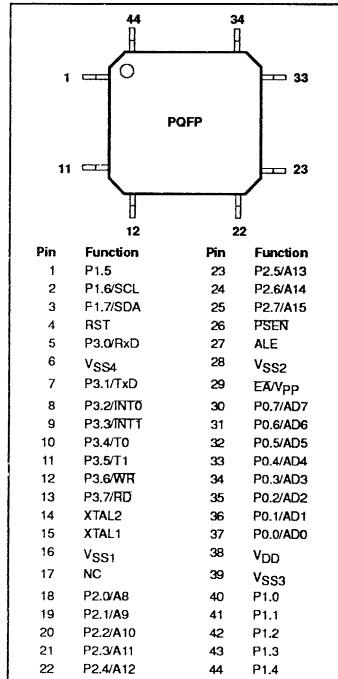 44 34
1 33
PQFP
11 23
12 22
Pin Function Pin Function
1 P1.5 23 P2.5/A13
2 P1.6/SCL 24 P2.6/A14
3 P1.7/SDA 25 P2.7/A15
4 RST 26 PSEN
5 P3.0/RxD 27 ALE
6 VSS4 28 VSS2
7 P3.1/TxD 29 EA/VPP
8 P3.2/INT0 30 P0.7/AD7
9 P3.3/INT1 31 P0.6/AD6
10 P3.4/T0 32 P0.5/AD5
11 P3.5/T1 33 P0.4/AD4
12 P3.6/WR 34 P0.3/AD3
13 P3.7/RD 35 P0.2/AD2
14 XTAL2 36 P0.1/AD1
15 XTAL1 37 P0.0/AD0
16 VSS1 38 VDD
17 NC 39 VSS3
18 P2.0/A8 40 P1.0
19 P2.1/A9 41 P1.1
20 P2.2/A10 42 P1.2
21 P2.3/A11 43 P1.3
22 P2.4/A12 44 P1.4